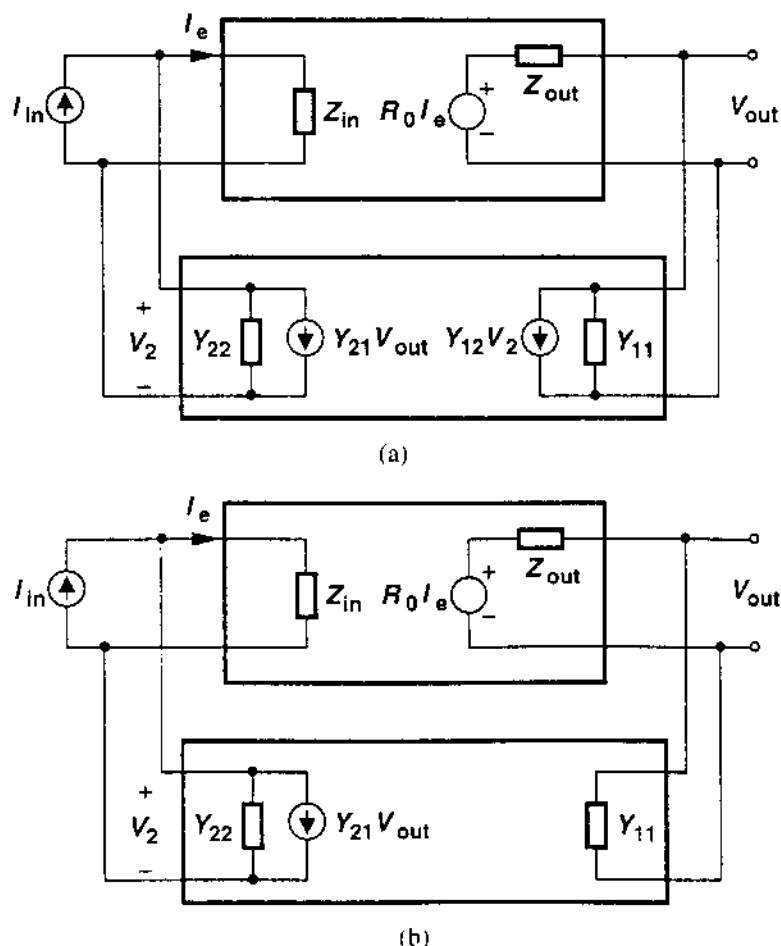 I_e
I_in
Z_in
R_0 I_e
+
−
Z_out
V_out
+
V_2
−
Y_22
Y_21 V_out
Y_12 V_2
Y_11
(a)
I_e
I_in
Z_in
R_0 I_e
+
−
Z_out
V_out
+
V_2
−
Y_22
Y_21 V_out
Y_11
(b)